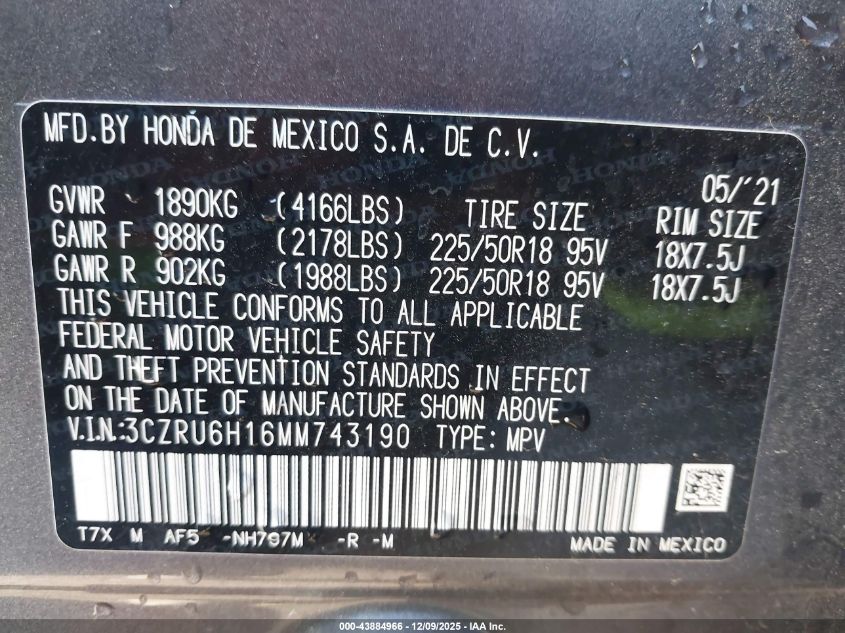 MFD.BY HONDA DE MEXICO S.A. DE C.V.
05/'21
GVWR 1890KG (4166LBS) TIRE SIZE RIM SIZE
GAWR F 988KG (2178LBS) 225/50R18 95V 18X7.5J
GAWR R 902KG (1988LBS) 225/50R18 95V 18X7.5J
THIS VEHICLE CONFORMS TO ALL APPLICABLE
FEDERAL MOTOR VEHICLE SAFETY
AND THEFT PREVENTION STANDARDS IN EFFECT
ON THE DATE OF MANUFACTURE SHOWN ABOVE.
V.I.N.:3CZRU6H16MM743190 TYPE: MPV
T7X M AF5 -NH797M -R -M MADE IN MEXICO
000-43884966 - 12/09/2025 - IAA Inc.